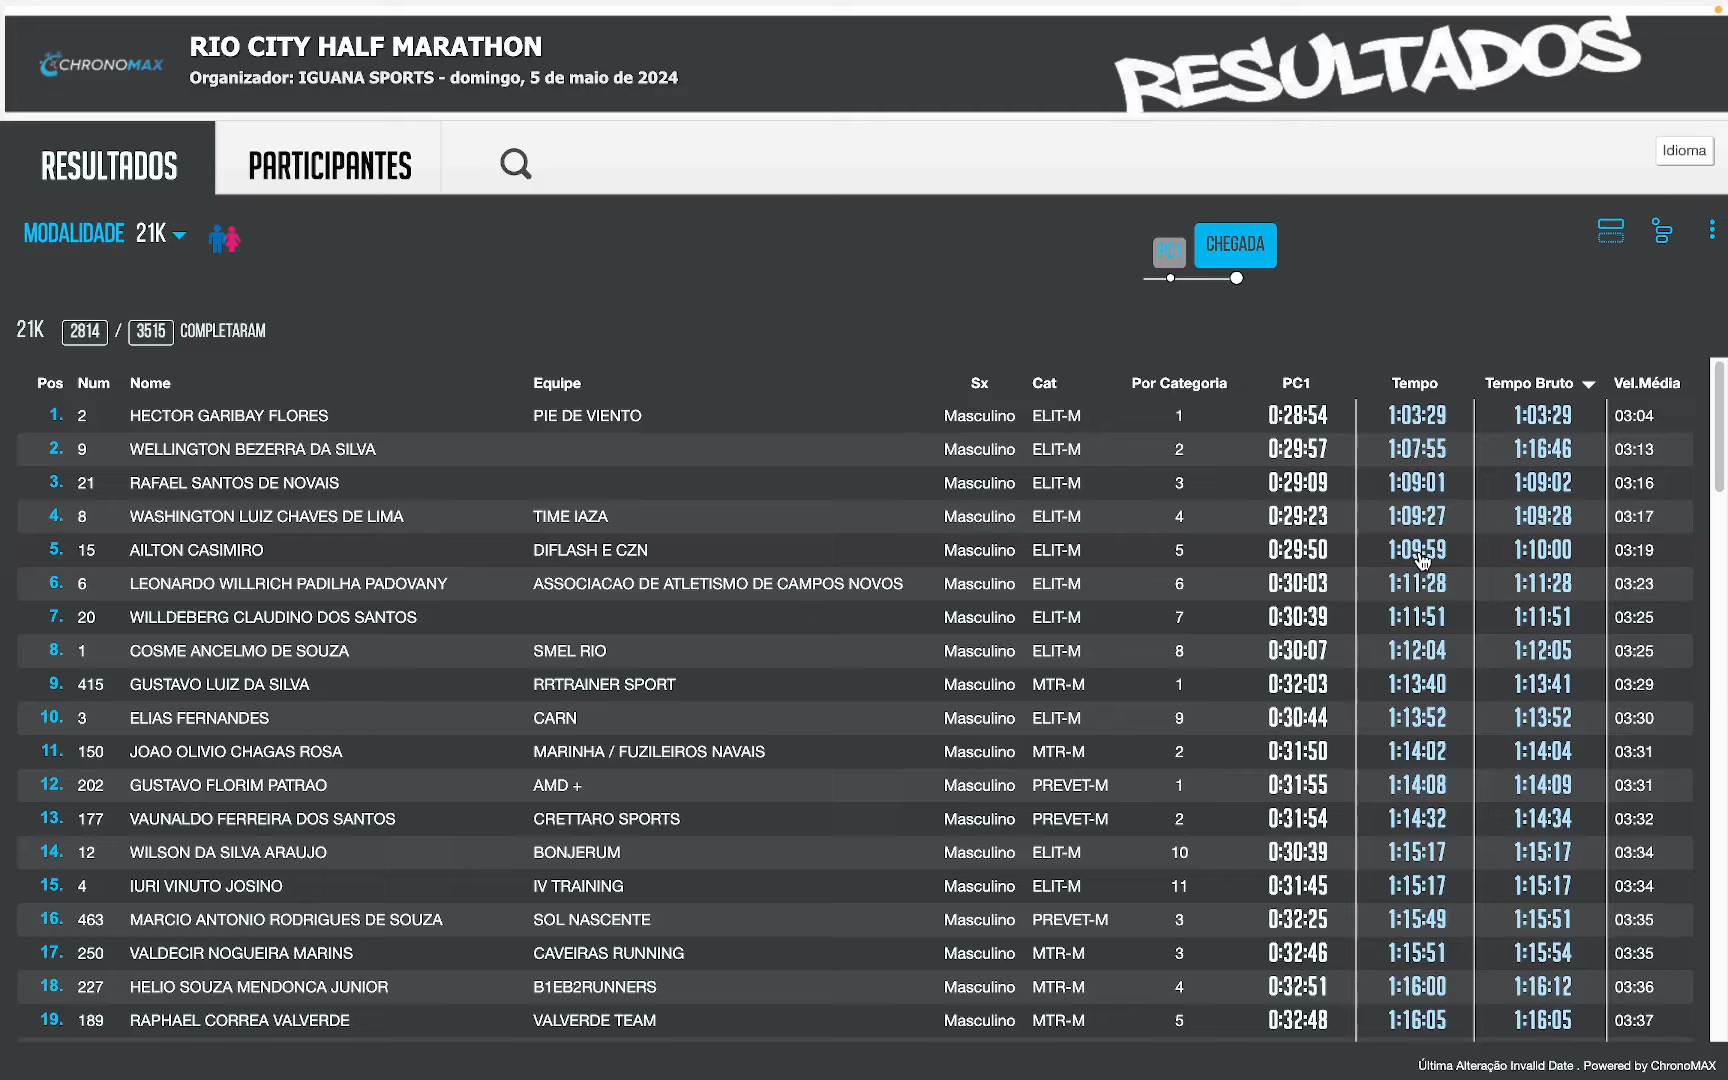 CHRONOMAX
RIO CITY HALF MARATHON
Organizador: IGUANA SPORTS - domingo, 5 de maio de 2024
RESULTADOS
RESULTADOS PARTICIPANTES
Idioma
MODALIDADE 21K
PC1 CHEGADA
21K 2814 / 3515 COMPLETARAM
Pos Num Nome Equipe Sx Cat Por Categoria PC1 Tempo Tempo Bruto Vel.Média
1. 2 HECTOR GARIBAY FLORES PIE DE VIENTO Masculino ELIT-M 1 0:28:54 1:03:29 1:03:29 03:04
2. 9 WELLINGTON BEZERRA DA SILVA Masculino ELIT-M 2 0:29:57 1:07:55 1:16:46 03:13
3. 21 RAFAEL SANTOS DE NOVAIS Masculino ELIT-M 3 0:29:09 1:09:01 1:09:02 03:16
4. 8 WASHINGTON LUIZ CHAVES DE LIMA TIME IAZA Masculino ELIT-M 4 0:29:23 1:09:27 1:09:28 03:17
5. 15 AILTON CASIMIRO DIFLASH E CZN Masculino ELIT-M 5 0:29:50 1:09:59 1:10:00 03:19
6. 6 LEONARDO WILLRICH PADILHA PADOVANY ASSOCIACAO DE ATLETISMO DE CAMPOS NOVOS Masculino ELIT-M 6 0:30:03 1:11:28 1:11:28 03:23
7. 20 WILLDEBERG CLAUDINO DOS SANTOS Masculino ELIT-M 7 0:30:39 1:11:51 1:11:51 03:25
8. 1 COSME ANCELMO DE SOUZA SMEL RIO Masculino ELIT-M 8 0:30:07 1:12:04 1:12:05 03:25
9. 415 GUSTAVO LUIZ DA SILVA RRTRAINER SPORT Masculino MTR-M 1 0:32:03 1:13:40 1:13:41 03:29
10. 3 ELIAS FERNANDES CARN Masculino ELIT-M 9 0:30:44 1:13:52 1:13:52 03:30
11. 150 JOAO OLIVIO CHAGAS ROSA MARINHA / FUZILEIROS NAVAIS Masculino MTR-M 2 0:31:50 1:14:02 1:14:04 03:31
12. 202 GUSTAVO FLORIM PATRAO AMD + Masculino PREVET-M 1 0:31:55 1:14:08 1:14:09 03:31
13. 177 VAUNALDO FERREIRA DOS SANTOS CRETTARO SPORTS Masculino PREVET-M 2 0:31:54 1:14:32 1:14:34 03:32
14. 12 WILSON DA SILVA ARAUJO BONJERUM Masculino ELIT-M 10 0:30:39 1:15:17 1:15:17 03:34
15. 4 IURI VINUTO JOSINO IV TRAINING Masculino ELIT-M 11 0:31:45 1:15:17 1:15:17 03:34
16. 463 MARCIO ANTONIO RODRIGUES DE SOUZA SOL NASCENTE Masculino PREVET-M 3 0:32:25 1:15:49 1:15:51 03:35
17. 250 VALDECIR NOGUEIRA MARINS CAVEIRAS RUNNING Masculino MTR-M 3 0:32:46 1:15:51 1:15:54 03:35
18. 227 HELIO SOUZA MENDONCA JUNIOR B1EB2RUNNERS Masculino MTR-M 4 0:32:51 1:16:00 1:16:12 03:36
19. 189 RAPHAEL CORREA VALVERDE VALVERDE TEAM Masculino MTR-M 5 0:32:48 1:16:05 1:16:05 03:37
Última Alteração Invalid Date . Powered by ChronoMAX